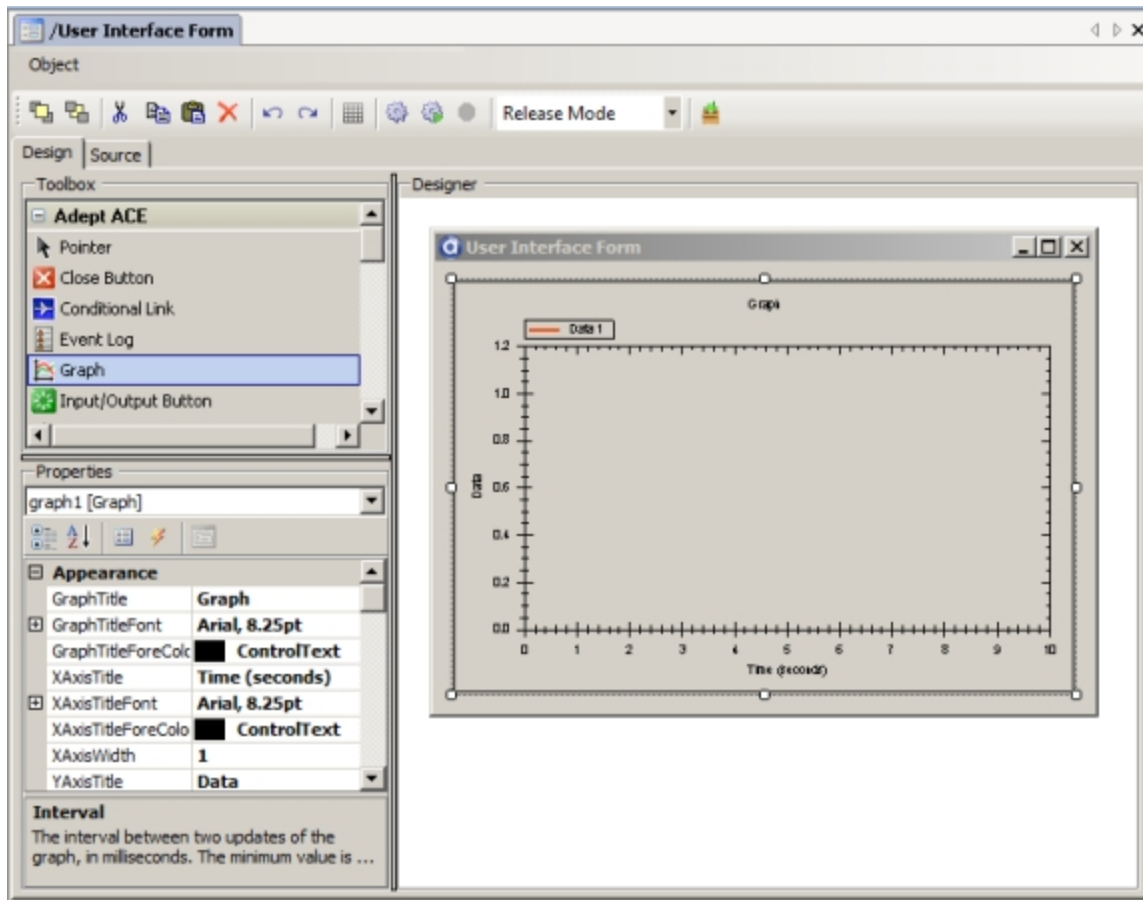 /User Interface Form
Object
Release Mode
Design Source
Toolbox
Adept ACE
Pointer
Close Button
Conditional Link
Event Log
Graph
Input/Output Button
Properties
graph1 [Graph]
Appearance
GraphTitle Graph
GraphTitleFont Arial, 8.25pt
GraphTitleForeColc ControlText
XAxisTitle Time (seconds)
XAxisTitleFont Arial, 8.25pt
XAxisTitleForeColo ControlText
XAxisWidth 1
YAxisTitle Data
Interval
The interval between two updates of the
graph, in milliseconds. The minimum value is ...
Designer
User Interface Form
Graph
Data 1
1.2
1.0
0.8
0.6
0.4
0.2
0.0
Data
0 1 2 3 4 5 6 7 8 9 10
Time (seconds)